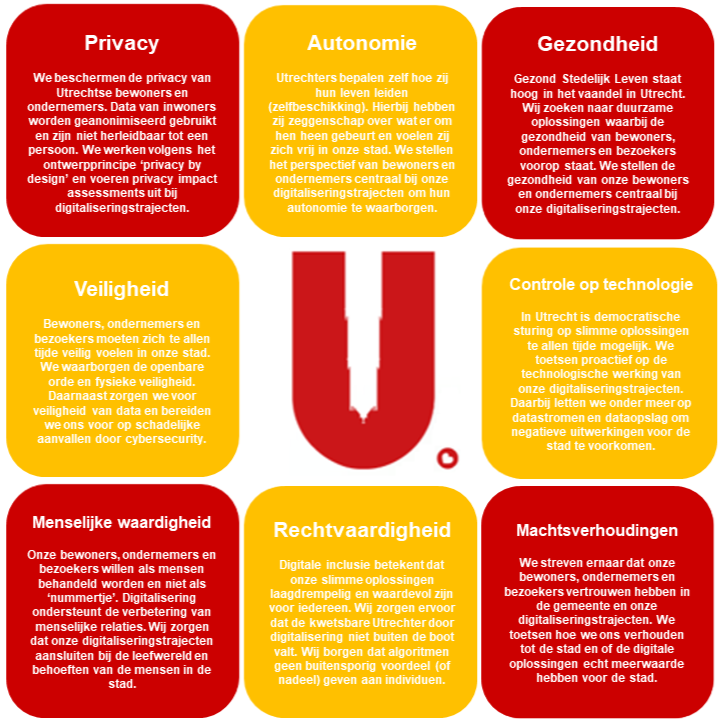 Privacy
We beschermen de privacy van
Utrechtse bewoners en
ondernemers. Data van inwoners
worden geanonimiseerd gebruikt
en zijn niet herleidbaar tot een
persoon. We werken volgens het
ontwerpprincipe ‘privacy by
design’ en voeren privacy impact
assessments uit bij
digitaliseringstrajecten.
Autonomie
Utrechters bepalen zelf hoe zij
hun leven leiden
(zelfbeschikking). Hierbij hebben
zij zeggenschap over wat er om
hen heen gebeurt en voelen zij
zich vrij in onze stad. We stellen
het perspectief van bewoners en
ondernemers centraal bij onze
digitaliseringstrajecten om hun
autonomie te waarborgen.
Gezondheid
Gezond Stedelijk Leven staat
hoog in het vaandel in Utrecht.
Wij zoeken naar duurzame
oplossingen waarbij de
gezondheid van bewoners,
ondernemers en bezoekers
voorop staat. We stellen de
gezondheid van onze bewoners
en ondernemers centraal bij
onze digitaliseringstrajecten.
Veiligheid
Bewoners, ondernemers en
bezoekers moeten zich te allen
tijde veilig voelen in onze stad.
We waarborgen de openbare
orde en fysieke veiligheid.
Daarnaast zorgen we voor
veiligheid van data en bereiden
we ons voor op schadelijke
aanvallen door cybersecurity.
U
Controle op technologie
In Utrecht is democratische
sturing op slimme oplossingen
te allen tijde mogelijk. We
toetsen proactief op de
technologische werking van
onze digitaliseringstrajecten.
Daarbij letten we onder meer op
datastromen en dataopslag om
negatieve uitwerkingen voor de
stad te voorkomen.
Menselijke waardigheid
Onze bewoners, ondernemers en
bezoekers willen als mensen
behandeld worden en niet als
‘nummertje’. Digitalisering
ondersteunt de verbetering van
menselijke relaties. Wij zorgen
dat onze digitaliseringstrajecten
aansluiten bij de leefwereld en
behoeften van de mensen in de
stad.
Rechtvaardigheid
Digitale inclusie betekent dat
onze slimme oplossingen
laagdrempelig en waardevol zijn
voor iedereen. Wij zorgen ervoor
dat de kwetsbare Utrechter door
digitalisering niet buiten de boot
valt. Wij borgen dat algoritmen
geen buitensporig voordeel (of
nadeel) geven aan individuen.
Machtsverhoudingen
We streven ernaar dat onze
bewoners, ondernemers en
bezoekers vertrouwen hebben in
de gemeente en onze
digitaliseringstrajecten. We
toetsen hoe we ons verhouden
tot de stad en of de digitale
oplossingen echt meerwaarde
hebben voor de stad.